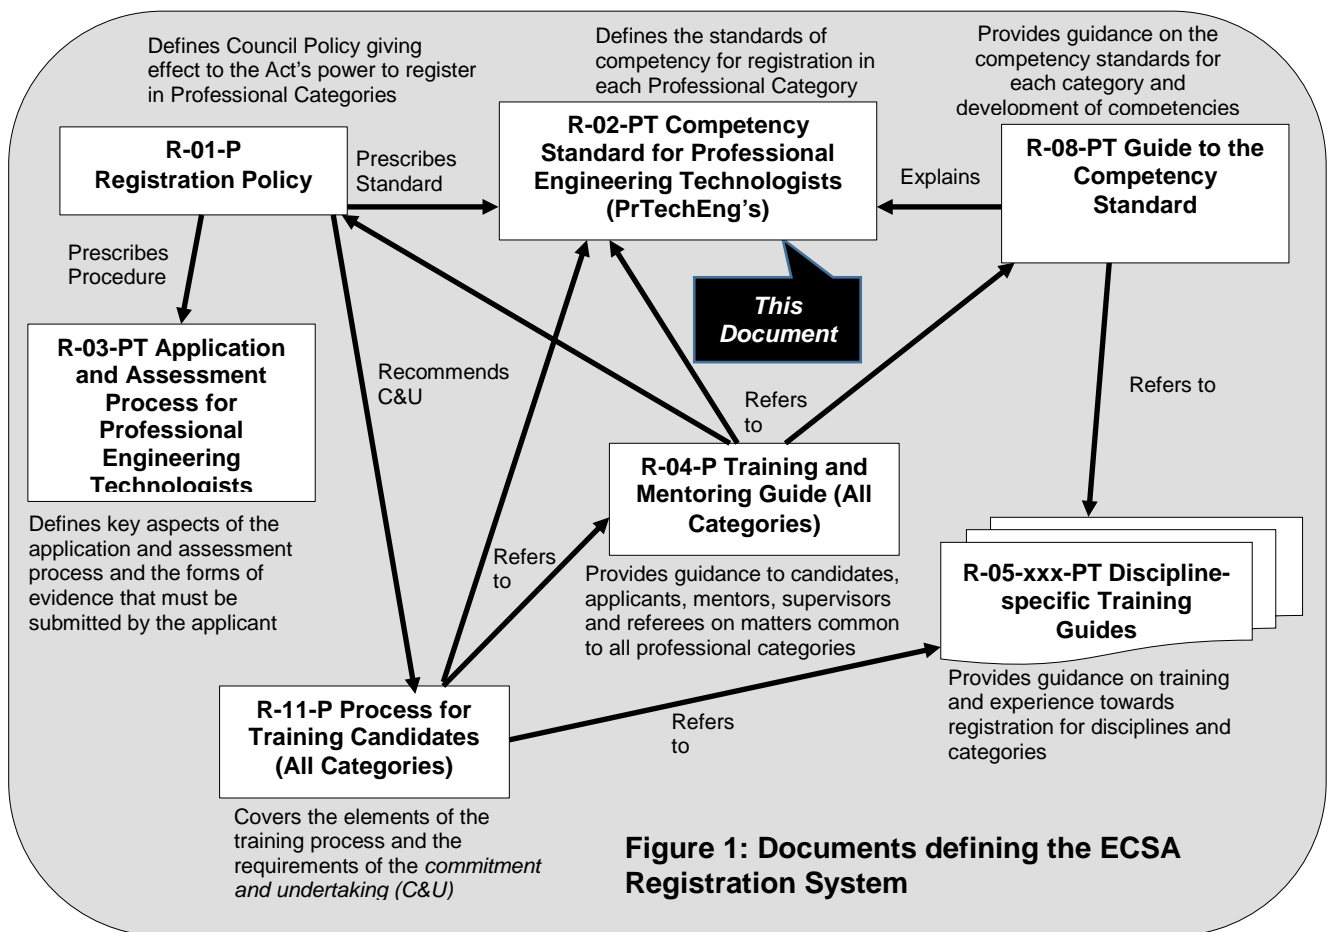 Defines Council Policy giving
effect to the Act's power to register
in Professional Categories
Defines the standards of
competency for registration in
each Professional Category
Provides guidance on the
competency standards for
each category and
development of competencies
R-01-P
Registration Policy
Prescribes
Standard
R-02-PT Competency
Standard for Professional
Engineering Technologists
(PrTechEng's)
Explains
R-08-PT Guide to the
Competency
Standard
Prescribes
Procedure
This
Document
R-03-PT Application
and Assessment
Process for
Professional
Engineering
Technologists
Recommends
C&U
Refers
to
Refers to
R-04-P Training and
Mentoring Guide (All
Categories)
Defines key aspects of the
application and assessment
process and the forms of
evidence that must be
submitted by the applicant
Refers
to
Provides guidance to candidates,
applicants, mentors, supervisors
and referees on matters common
to all professional categories
R-05-xxx-PT Discipline-
specific Training
Guides
Provides guidance on training
and experience towards
registration for disciplines and
categories
R-11-P Process for
Training Candidates
(All Categories)
Refers
to
Covers the elements of the
training process and the
requirements of the commitment
and undertaking (C&U)
Figure 1: Documents defining the ECSA
Registration System